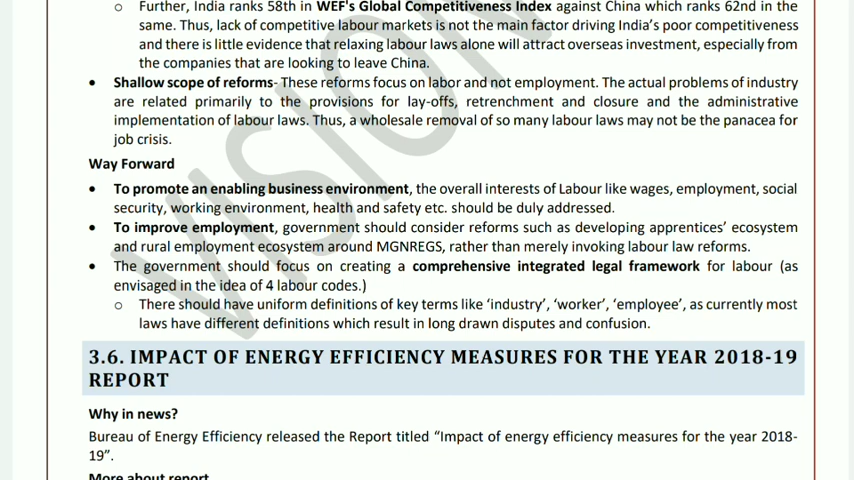 o Further, India ranks 58th in WEF's Global Competitiveness Index against China which ranks 62nd in the
same. Thus, lack of competitive labour markets is not the main factor driving India's poor competitiveness
and there is little evidence that relaxing labour laws alone will attract overseas investment, especially from
the companies that are looking to leave China.
• Shallow scope of reforms- These reforms focus on labor and not employment. The actual problems of industry
are related primarily to the provisions for lay-offs, retrenchment and closure and the administrative
implementation of labour laws. Thus, a wholesale removal of so many labour laws may not be the panacea for
job crisis.
Way Forward
• To promote an enabling business environment, the overall interests of Labour like wages, employment, social
security, working environment, health and safety etc. should be duly addressed.
• To improve employment, government should consider reforms such as developing apprentices' ecosystem
and rural employment ecosystem around MGNREGS, rather than merely invoking labour law reforms.
• The government should focus on creating a comprehensive integrated legal framework for labour (as
envisaged in the idea of 4 labour codes.)
o There should have uniform definitions of key terms like 'industry', 'worker', 'employee', as currently most
laws have different definitions which result in long drawn disputes and confusion.
3.6. IMPACT OF ENERGY EFFICIENCY MEASURES FOR THE YEAR 2018-19
REPORT
Why in news?
Bureau of Energy Efficiency released the Report titled “Impact of energy efficiency measures for the year 2018-
19”.
More about report
VISION